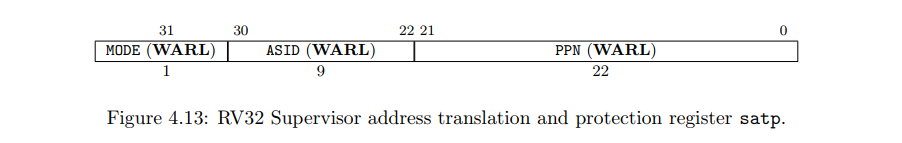 31 30 22 21 0
MODE (WARL) ASID (WARL) PPN (WARL)
1 9 22
Figure 4.13: RV32 Supervisor address translation and protection register satp.